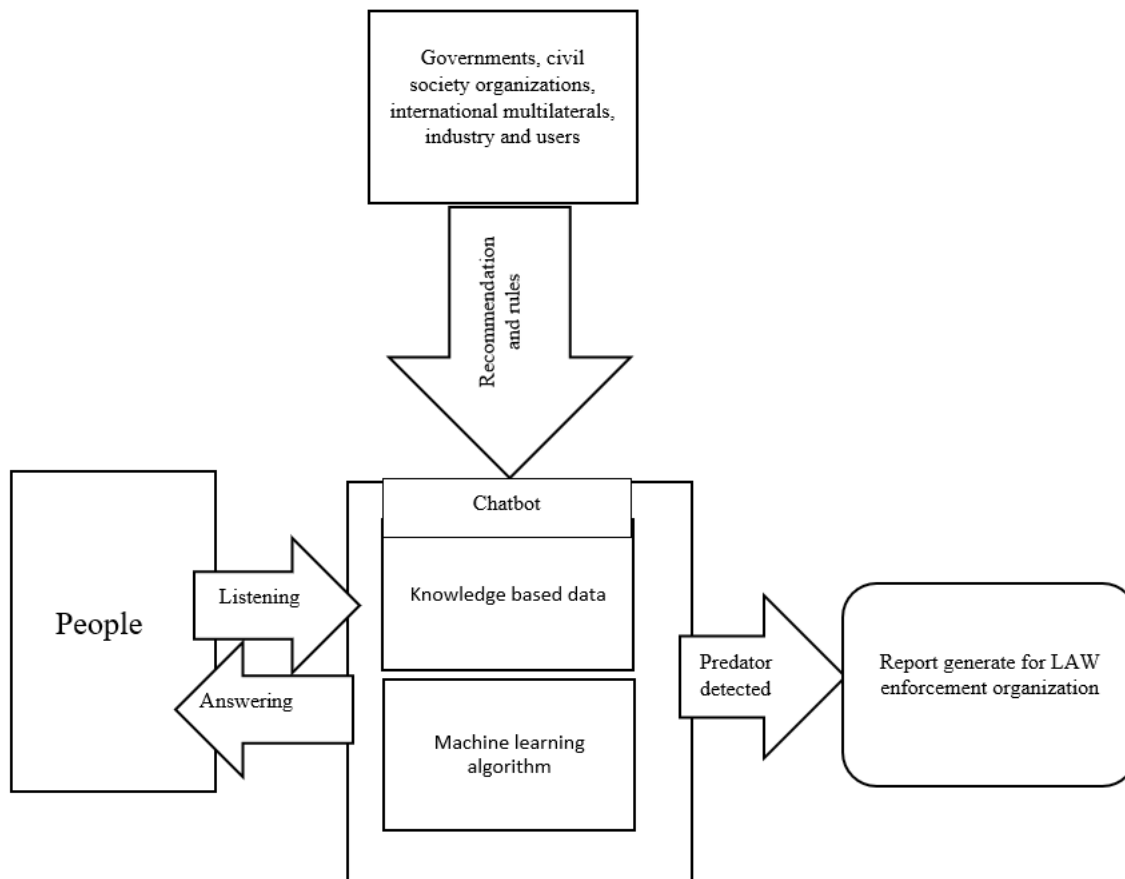 Governments, civil
society organizations,
international multilaterals,
industry and users
Recommendation
and rules
Chatbot
People
Listening
Knowledge based data
Answering
Predator
detected
Report generate for LAW
enforcement organization
Machine learning
algorithm